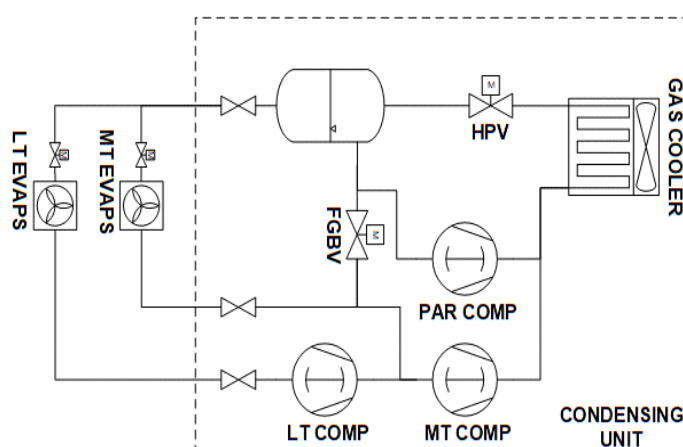 M
HPV
GAS COOLER
LT EVAPS
M
MT EVAPS
M
FGBV
M
PAR COMP
LT COMP
MT COMP
CONDENSING
UNIT